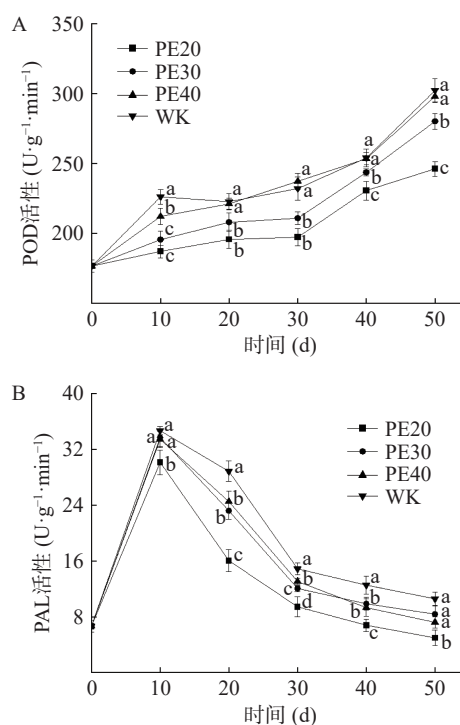 A
PE20
PE30
PE40
WK
POD活性 (U·g⁻¹·min⁻¹)
350
300
250
200
a
a
b
c
a
a
a
b
b
c
a
b
c
c
a
a
b
b
a
a
b
b
0
10
20
30
40
50
时间 (d)
B
PE20
PE30
PE40
WK
PAL活性 (U·g⁻¹·min⁻¹)
40
32
24
16
8
a
a
a
b
a
b
b
c
a
b
c
d
a
b
b
c
a
a
a
b
0
10
20
30
40
50
时间 (d)